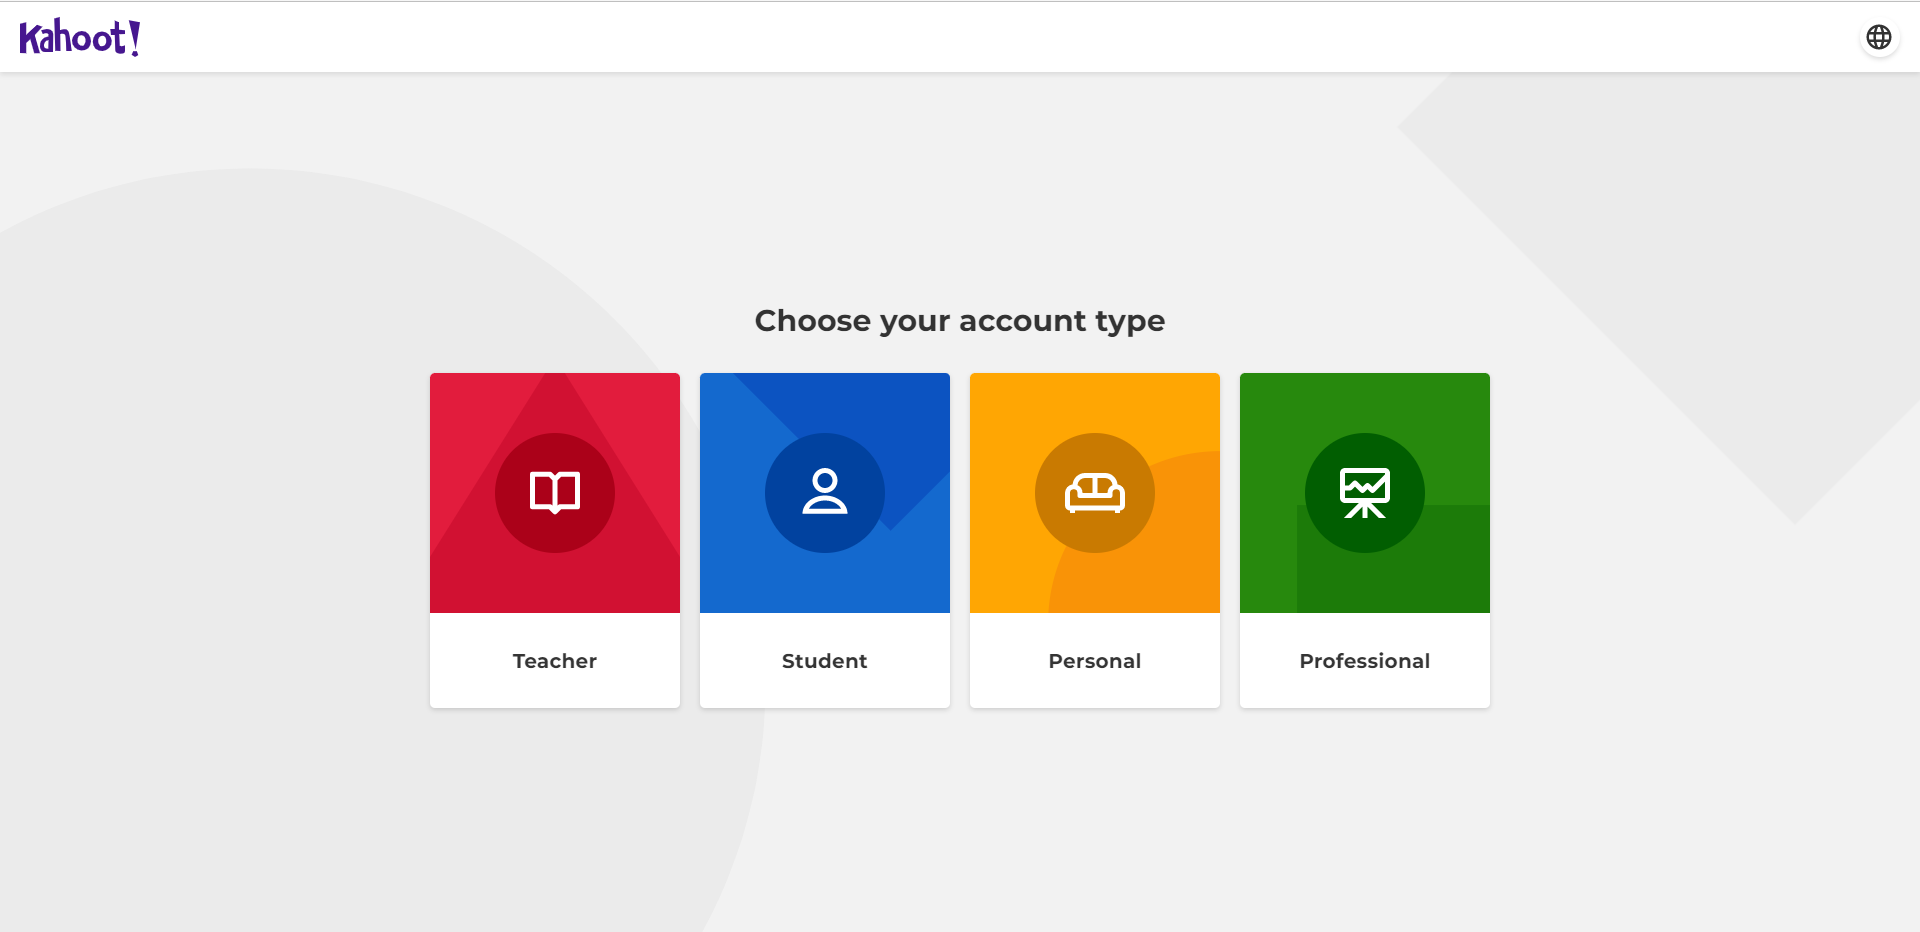 Kahoot!
Choose your account type
Teacher
Student
Personal
Professional